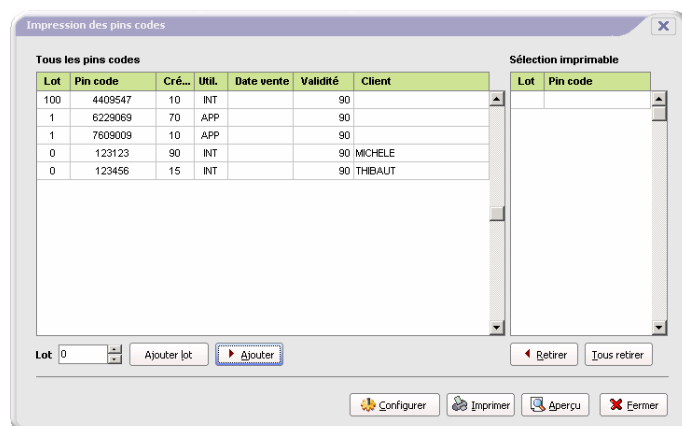 Impression des pins codes
Tous les pins codes
Sélection imprimable
Lot Pin code Cré... Util. Date vente Validité Client
Lot Pin code
100 4409547 10 INT 90
1 6229069 70 APP 90
1 7609009 10 APP 90
0 123123 90 INT 90 MICHELE
0 123456 15 INT 90 THIBAUT
Lot 0 Ajouter lot Ajouter Retirer Tous retirer
Configurer Imprimer Aperçu Fermer